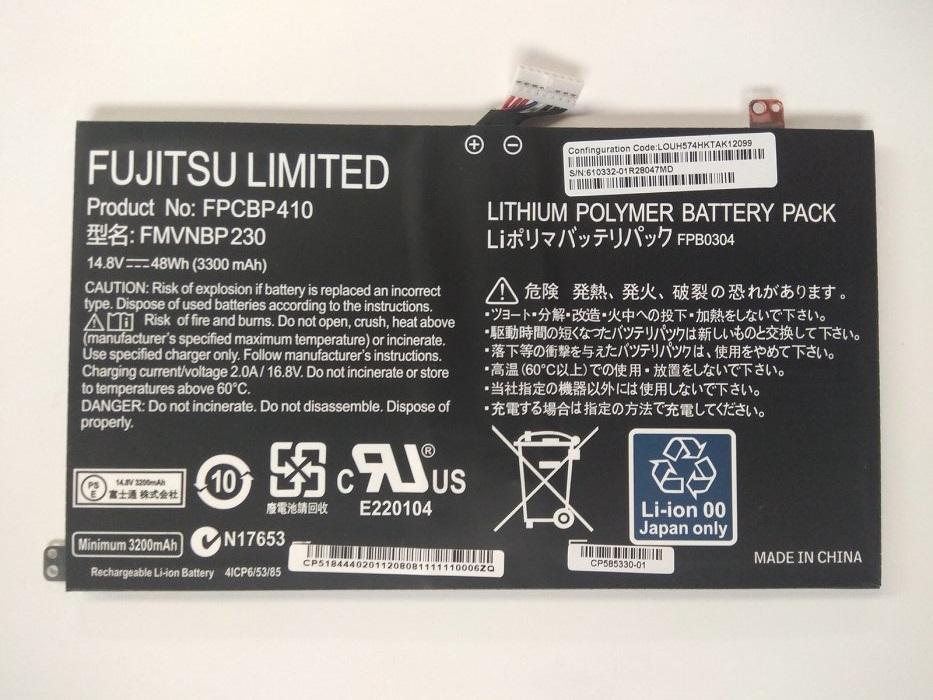 FUJITSU LIMITED
Product No: FPCBP410
型名: FMVNBP230
14.8V 48Wh (3300 mAh)
CAUTION: Risk of explosion if battery is replaced an incorrect
type. Dispose of used batteries according to the instructions.
Risk of fire and burns. Do not open, crush, heat above
(manufacturer's specified maximum temperature) or incinerate.
Use specified charger only. Follow manufacturer's instructions.
Charging current/voltage 2.0A / 16.8V. Do not incinerate or store
to temperatures above 60°C.
DANGER: Do not incinerate. Do not disassemble. Dispose of
properly.
Configuration Code:LOUH574HKTAK12099
S/N:610332-01R28047MD
LITHIUM POLYMER BATTERY PACK
Liポリマバッテリパック FPB0304
危険 発熱、発火、破裂の恐れがあります。
・ショート・分解・改造・火中への投下・加熱をしないで下さい。
・駆動時間の短くなったバッテリパックは新しいものと交換して下さい。
・落下等の衝撃を与えたバッテリパックは、使用をやめて下さい。
・高温(60°C以上)での使用・放置をしないで下さい。
・当社指定の機器以外には使用しないで下さい。
・充電する場合は指定の方法で充電してください。
PS
E
14.8V 3200mAh
富士通 株式会社
10
廢電池請回收
c RU ® US
E220104
Li-ion 00
Japan only
Minimum 3200mAh
N17653
CP51844402011208081111110006ZQ
CP585330-01
MADE IN CHINA
Rechargeable Li-ion Battery 4ICP6/53/85